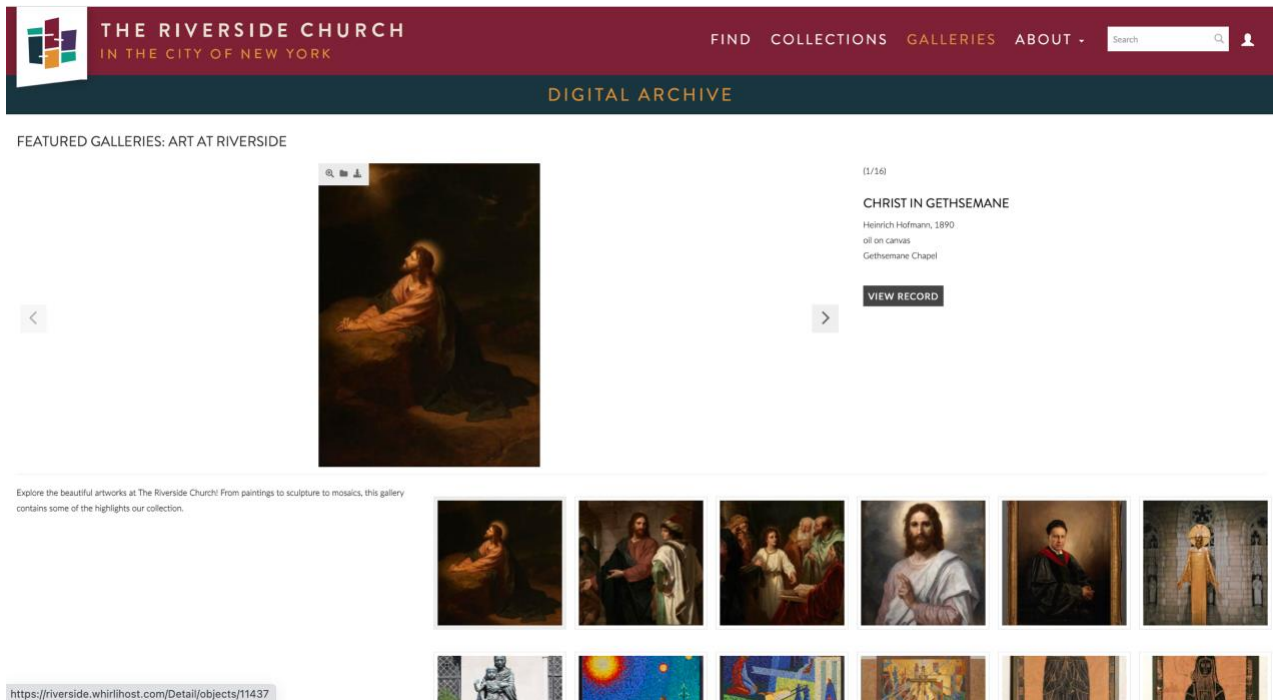 THE RIVERSIDE CHURCH
IN THE CITY OF NEW YORK
FIND COLLECTIONS GALLERIES ABOUT
Search
DIGITAL ARCHIVE
FEATURED GALLERIES: ART AT RIVERSIDE
(1/16)
CHRIST IN GETHSEMANE
Heinrich Hofmann, 1890
oil on canvas
Gethsemane Chapel
VIEW RECORD
Explore the beautiful artworks at The Riverside Church! From paintings to sculpture to mosaics, this gallery
contains some of the highlights our collection.
https://riverside.whirlihost.com/Detail/objects/11437